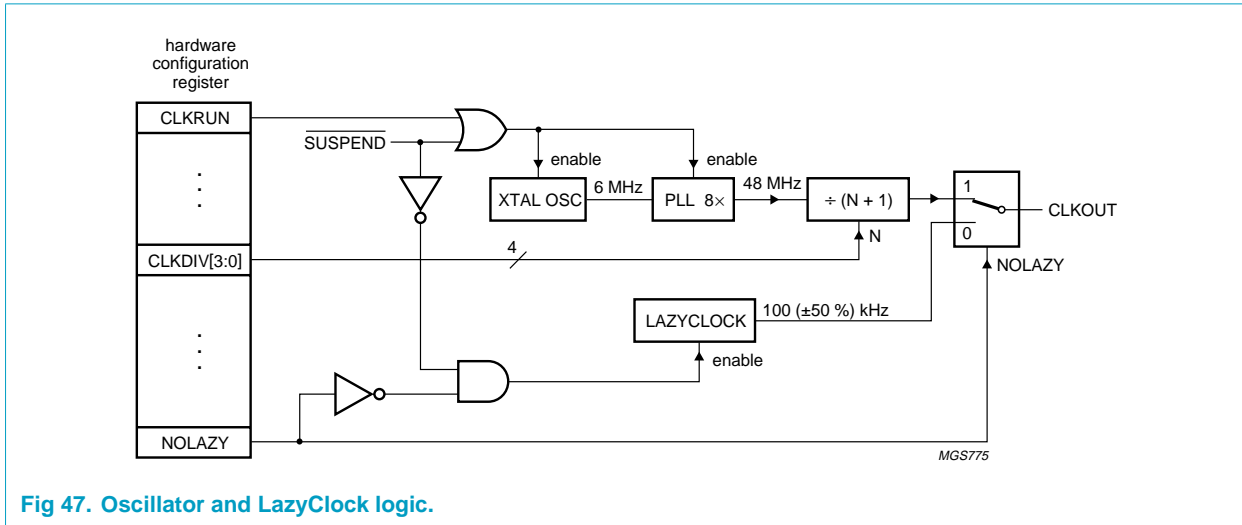 hardware
configuration
register
CLKRUN
SUSPEND
enable
enable
XTAL OSC
6 MHz
PLL 8×
48 MHz
÷ (N + 1)
1
0
CLKOUT
N
NOLAZY
CLKDIV[3:0]
4
LAZYCLOCK
100 (±50 %) kHz
enable
NOLAZY
MGS775
Fig 47. Oscillator and LazyClock logic.